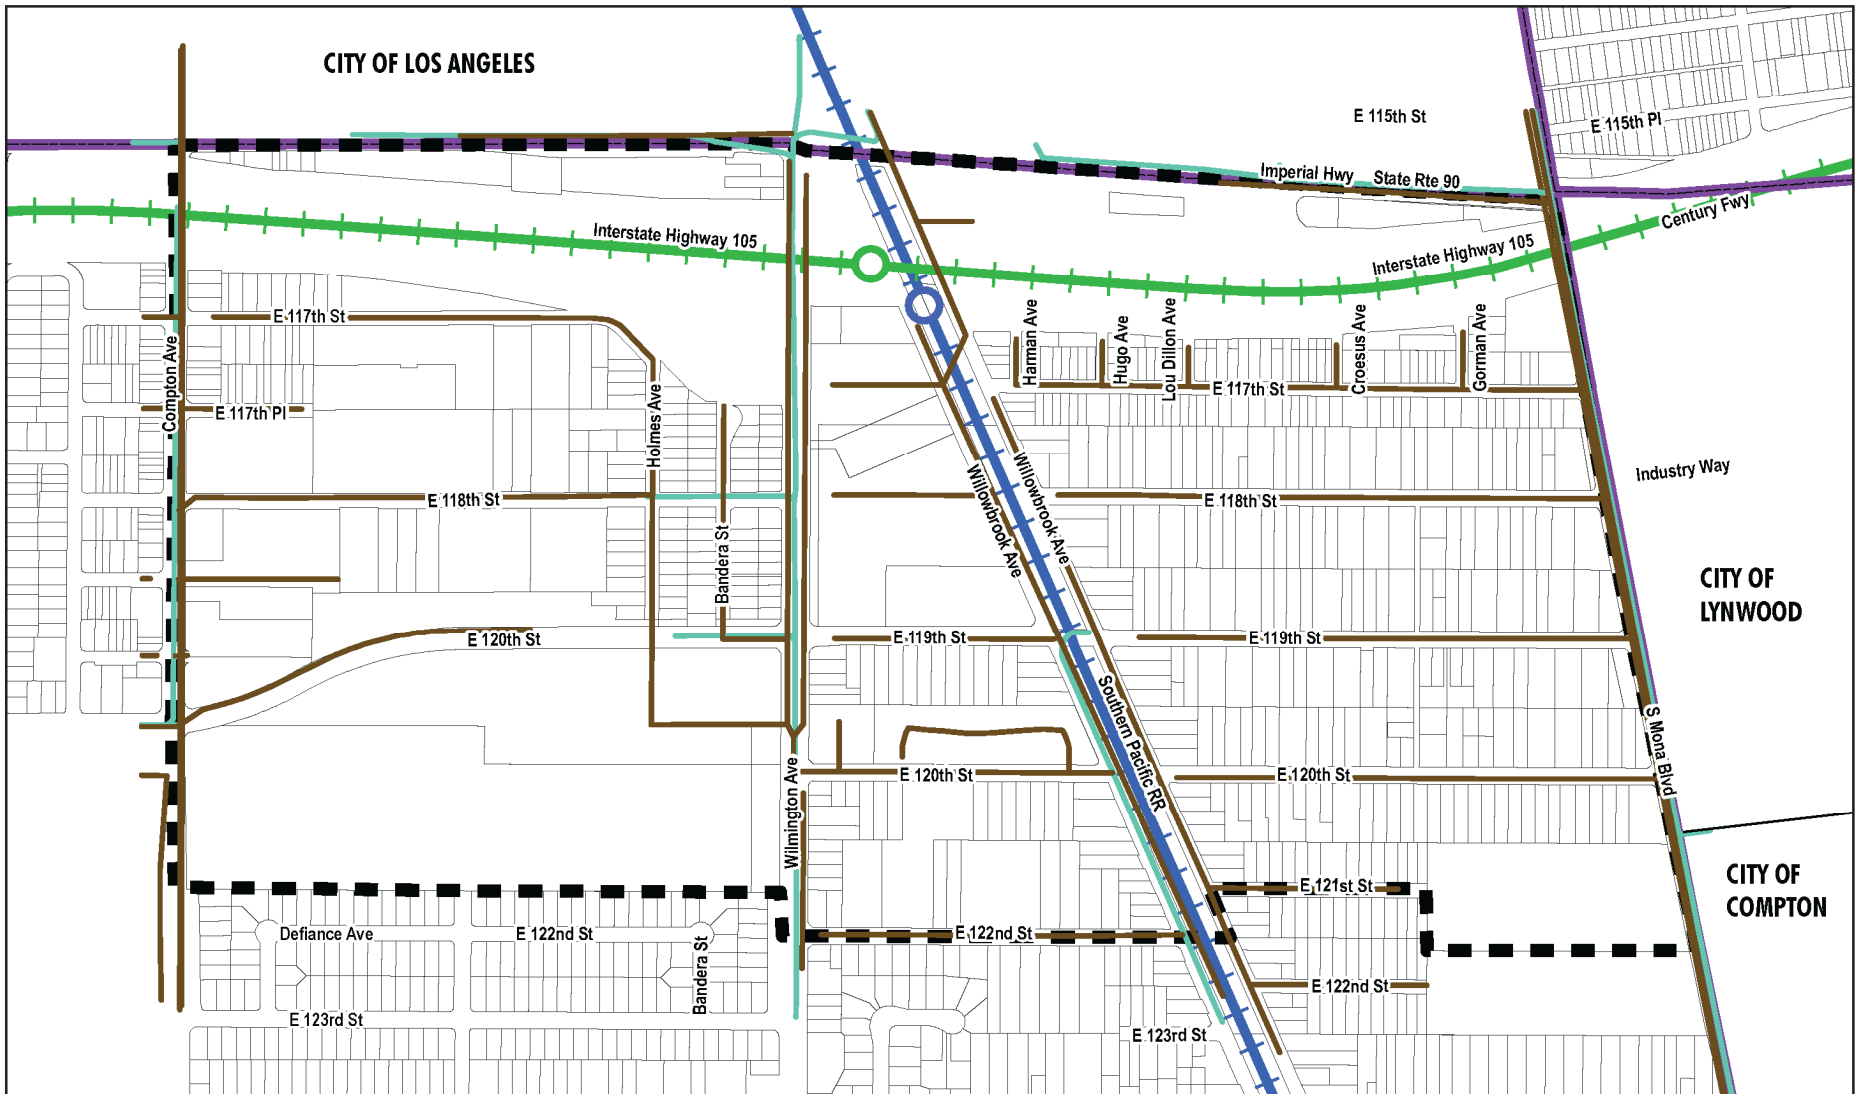 CITY OF LOS ANGELES
E 115th St
E 115th Pl
Imperial Hwy
State Rte 90
Century Fwy
Interstate Highway 105
Interstate Highway 105
E 117th St
Compton Ave
E 117th Pl
Holmes Ave
Harman Ave
Hugo Ave
Lou Dillon Ave
Croesus Ave
Gorman Ave
E 117th St
Industry Way
E 118th St
E 118th St
Willowbrook Ave
Willowbrook Ave
Bandera St
CITY OF
LYNWOOD
E 120th St
E 119th St
E 119th St
Southern Pacific RR
S Mona Blvd
E 120th St
E 120th St
Wilmington Ave
CITY OF
COMPTON
E 121st St
Defiance Ave
E 122nd St
Bandera St
E 122nd St
E 122nd St
E 123rd St
E 123rd St